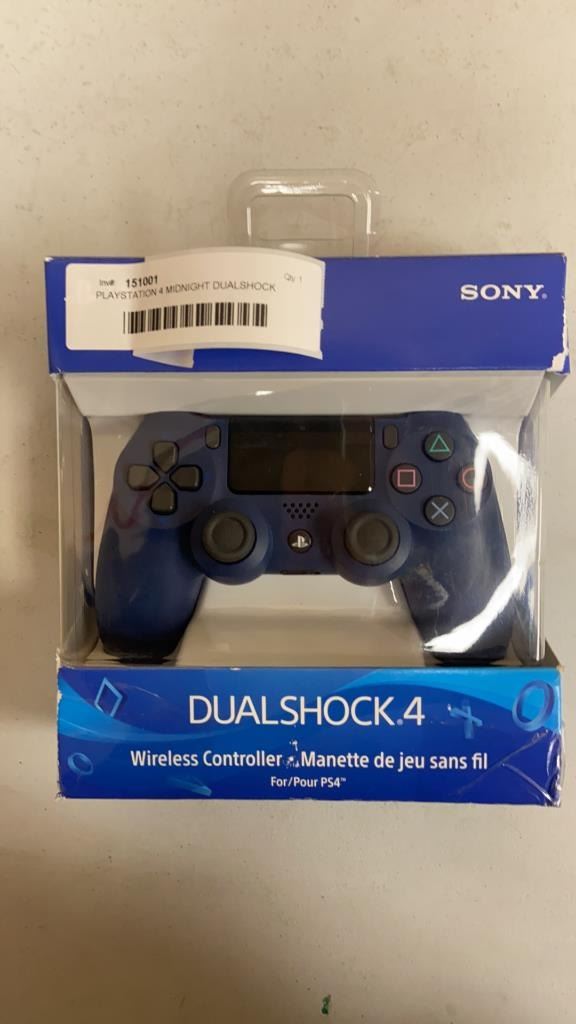 Inv#: 151001 Qty: 1
PLAYSTATION 4 MIDNIGHT DUALSHOCK
SONY®
DUALSHOCK®4
Wireless Controller • Manette de jeu sans fil
For/Pour PS4™